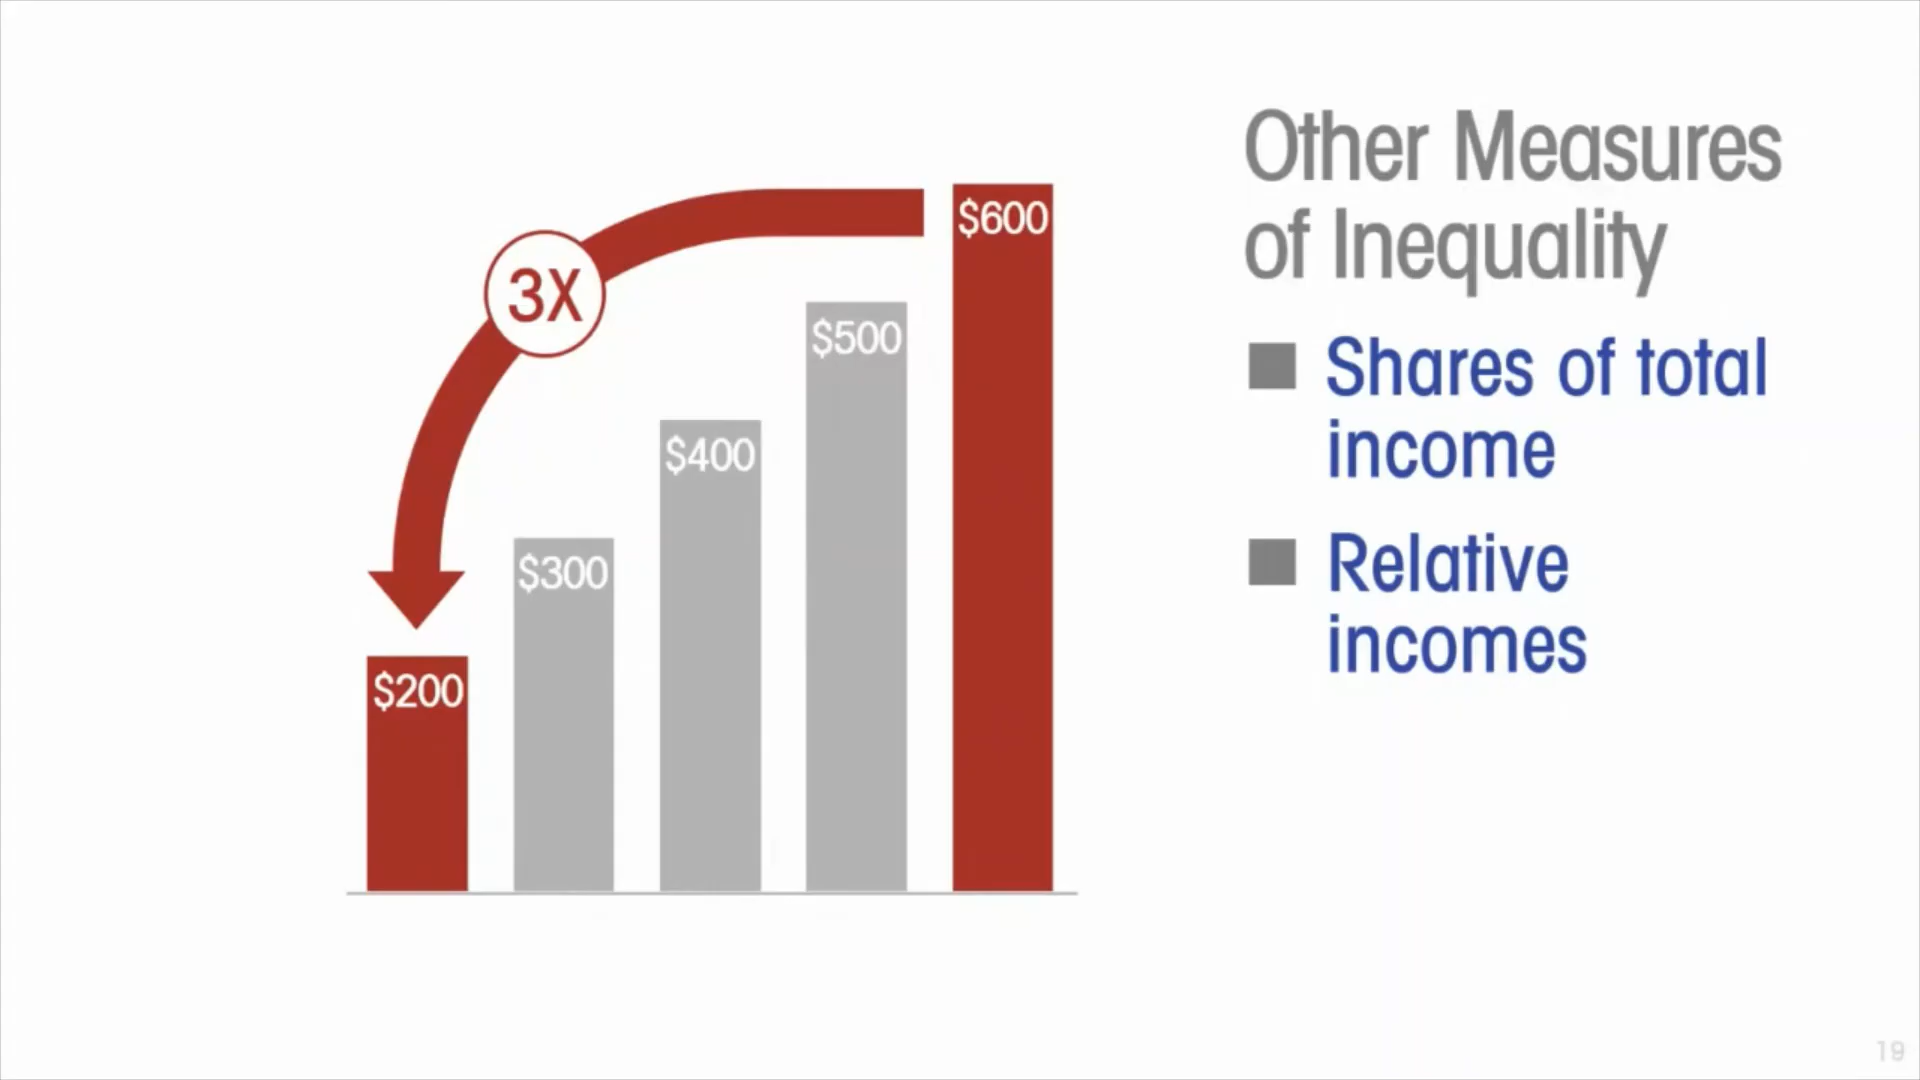 Other Measures
of Inequality
Shares of total
income
Relative
incomes
3X
$200
$300
$400
$500
$600
19